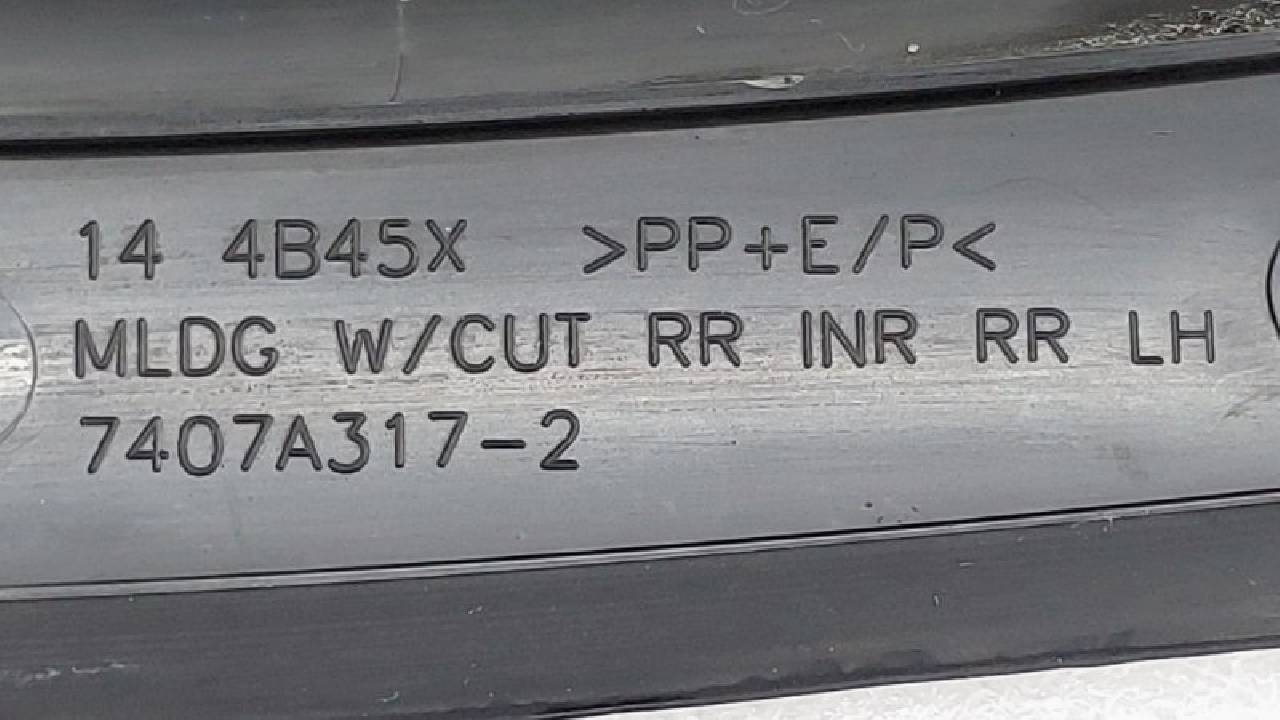 14 4B45X >PP+E/P<
MLDG W/CUT RR INR RR LH
7407A317-2